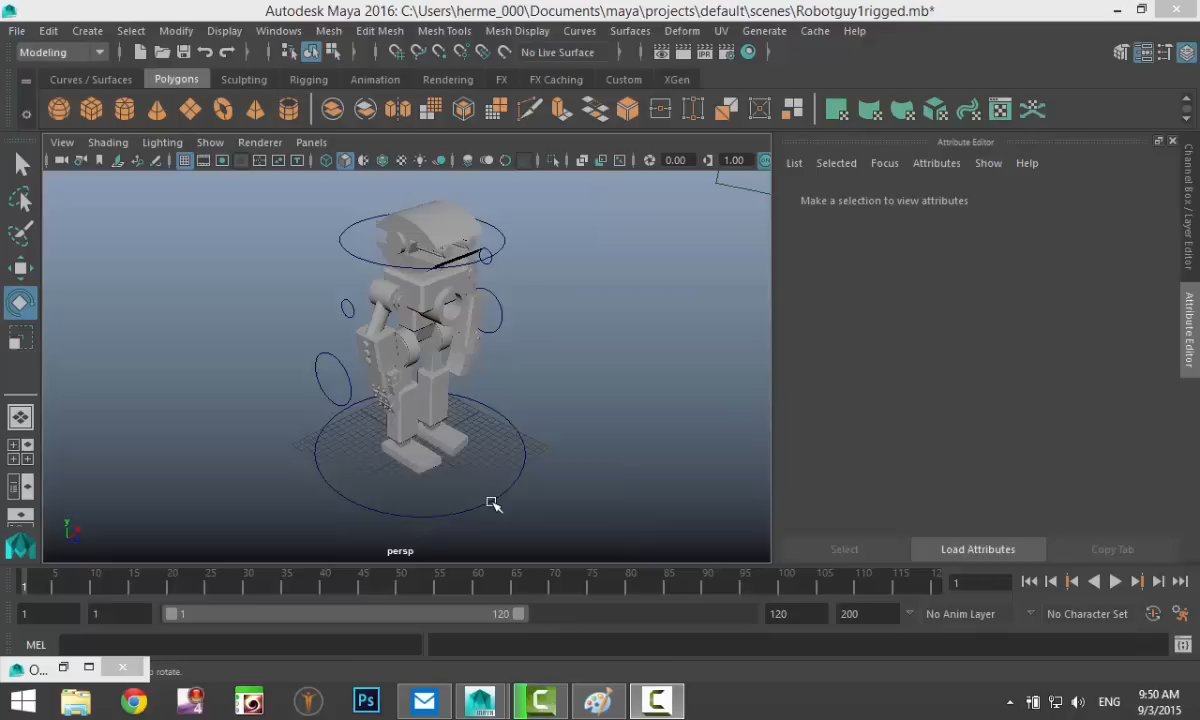 Autodesk Maya 2016: C:\Users\herme_000\Documents\maya\projects\default\scenes\Robotguy1rigged.mb*
File Edit Create Select Modify Display Windows Mesh Edit Mesh Mesh Tools Mesh Display Curves Surfaces Deform UV Generate Cache Help
Modeling No Live Surface
Curves / Surfaces Polygons Sculpting Rigging Animation Rendering FX FX Caching Custom XGen
View Shading Lighting Show Renderer Panels
0.00 1.00
Attribute Editor
List Selected Focus Attributes Show Help
Make a selection to view attributes
Channel Box / Layer Editor
Attribute Editor
y
persp
Select Load Attributes Copy Tab
1 5 10 15 20 25 30 35 40 45 50 55 60 65 70 75 80 85 90 95 100 105 110 115 12 1
1 1 1 120 120 200 No Anim Layer No Character Set
MEL
O... o rotate.
Ps MAYA ENG 9:50 AM
9/3/2015